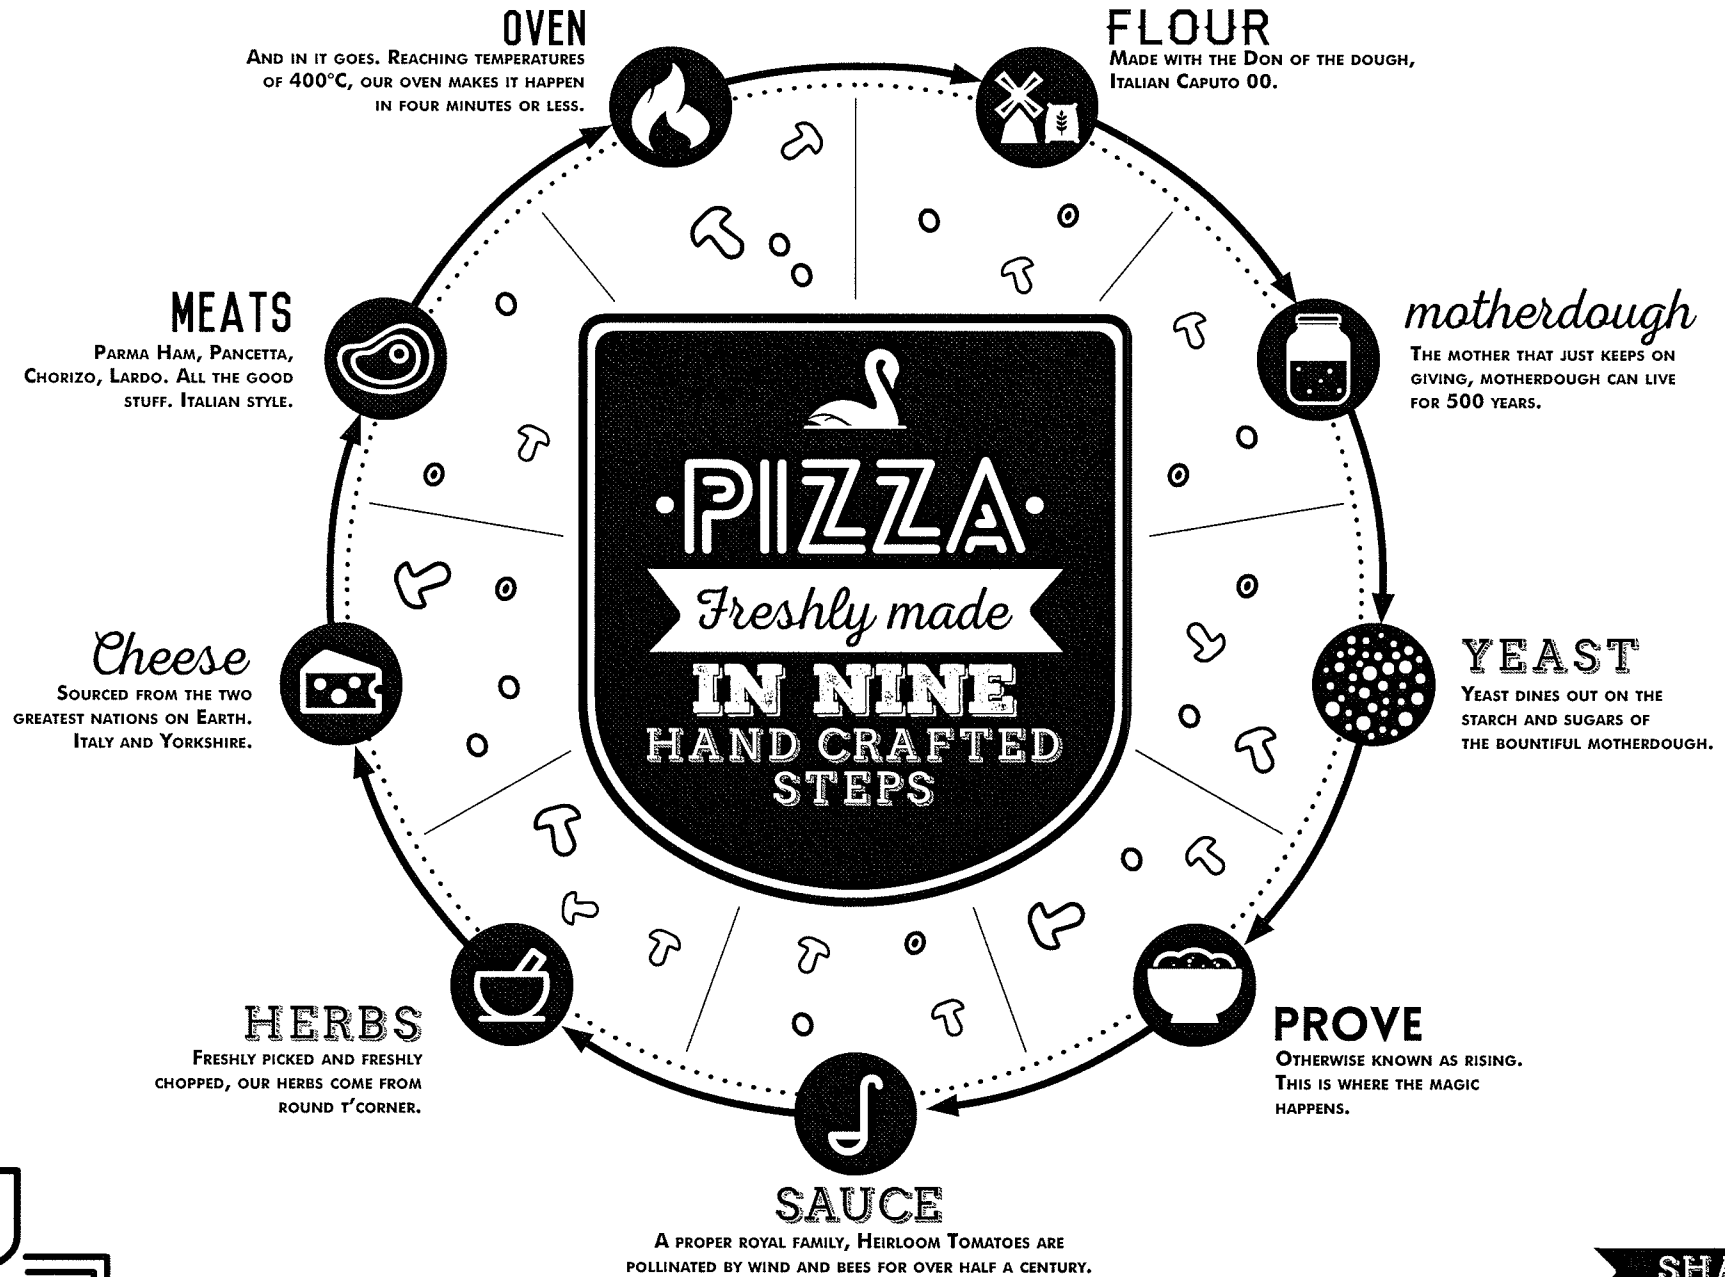 OVEN
AND IN IT GOES. REACHING TEMPERATURES
OF 400°C, OUR OVEN MAKES IT HAPPEN
IN FOUR MINUTES OR LESS.
FLOUR
MADE WITH THE DON OF THE DOUGH,
ITALIAN CAPUTO 00.
motherdough
THE MOTHER THAT JUST KEEPS ON
GIVING, MOTHERDOUGH CAN LIVE
FOR 500 YEARS.
YEAST
YEAST DINES OUT ON THE
STARCH AND SUGARS OF
THE BOUNTIFUL MOTHERDOUGH.
PROVE
OTHERWISE KNOWN AS RISING.
THIS IS WHERE THE MAGIC
HAPPENS.
SAUCE
A PROPER ROYAL FAMILY, HEIRLOOM TOMATOES ARE
POLLINATED BY WIND AND BEES FOR OVER HALF A CENTURY.
HERBS
FRESHLY PICKED AND FRESHLY
CHOPPED, OUR HERBS COME FROM
ROUND T'CORNER.
Cheese
SOURCED FROM THE TWO
GREATEST NATIONS ON EARTH.
ITALY AND YORKSHIRE.
MEATS
PARMA HAM, PANCETTA,
CHORIZO, LARDO. ALL THE GOOD
STUFF. ITALIAN STYLE.
·PIZZA·
Freshly made
IN NINE
HAND CRAFTED
STEPS